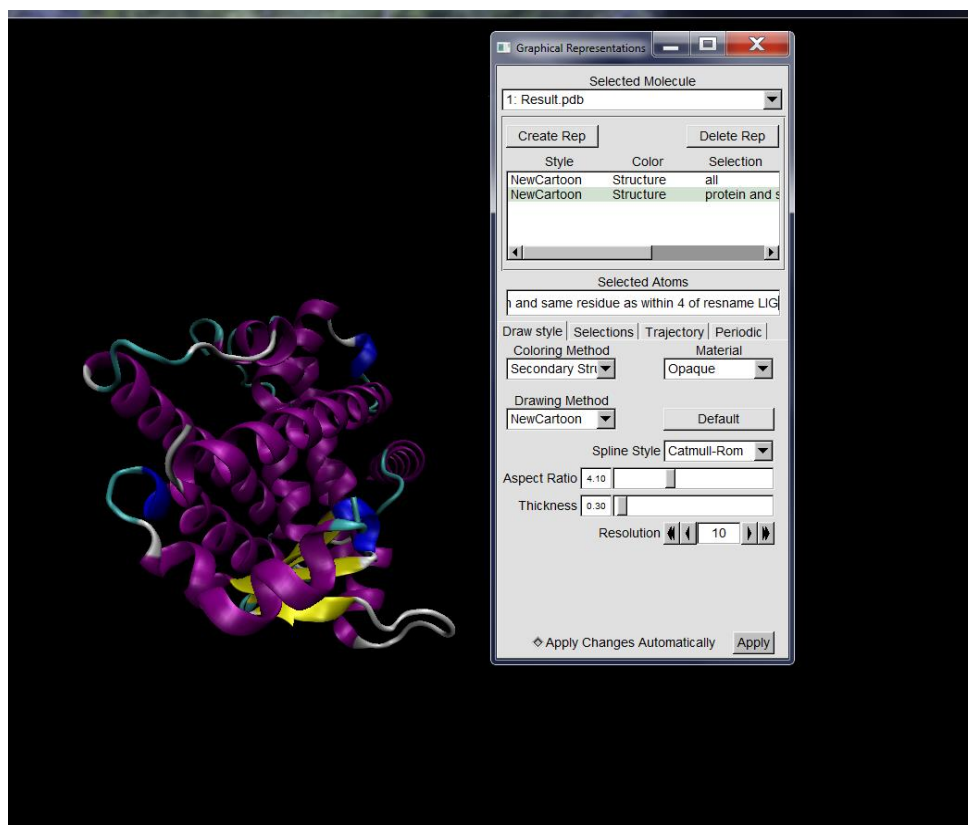 Graphical Representations
Selected Molecule
1: Result.pdb
Create Rep Delete Rep
Style Color Selection
NewCartoon Structure all
NewCartoon Structure protein and s
Selected Atoms
n and same residue as within 4 of resname LIG
Draw style Selections Trajectory Periodic
Coloring Method Material
Secondary Stru Opaque
Drawing Method
NewCartoon Default
Spline Style Catmull-Rom
Aspect Ratio 4.10
Thickness 0.30
Resolution 10
Apply Changes Automatically Apply